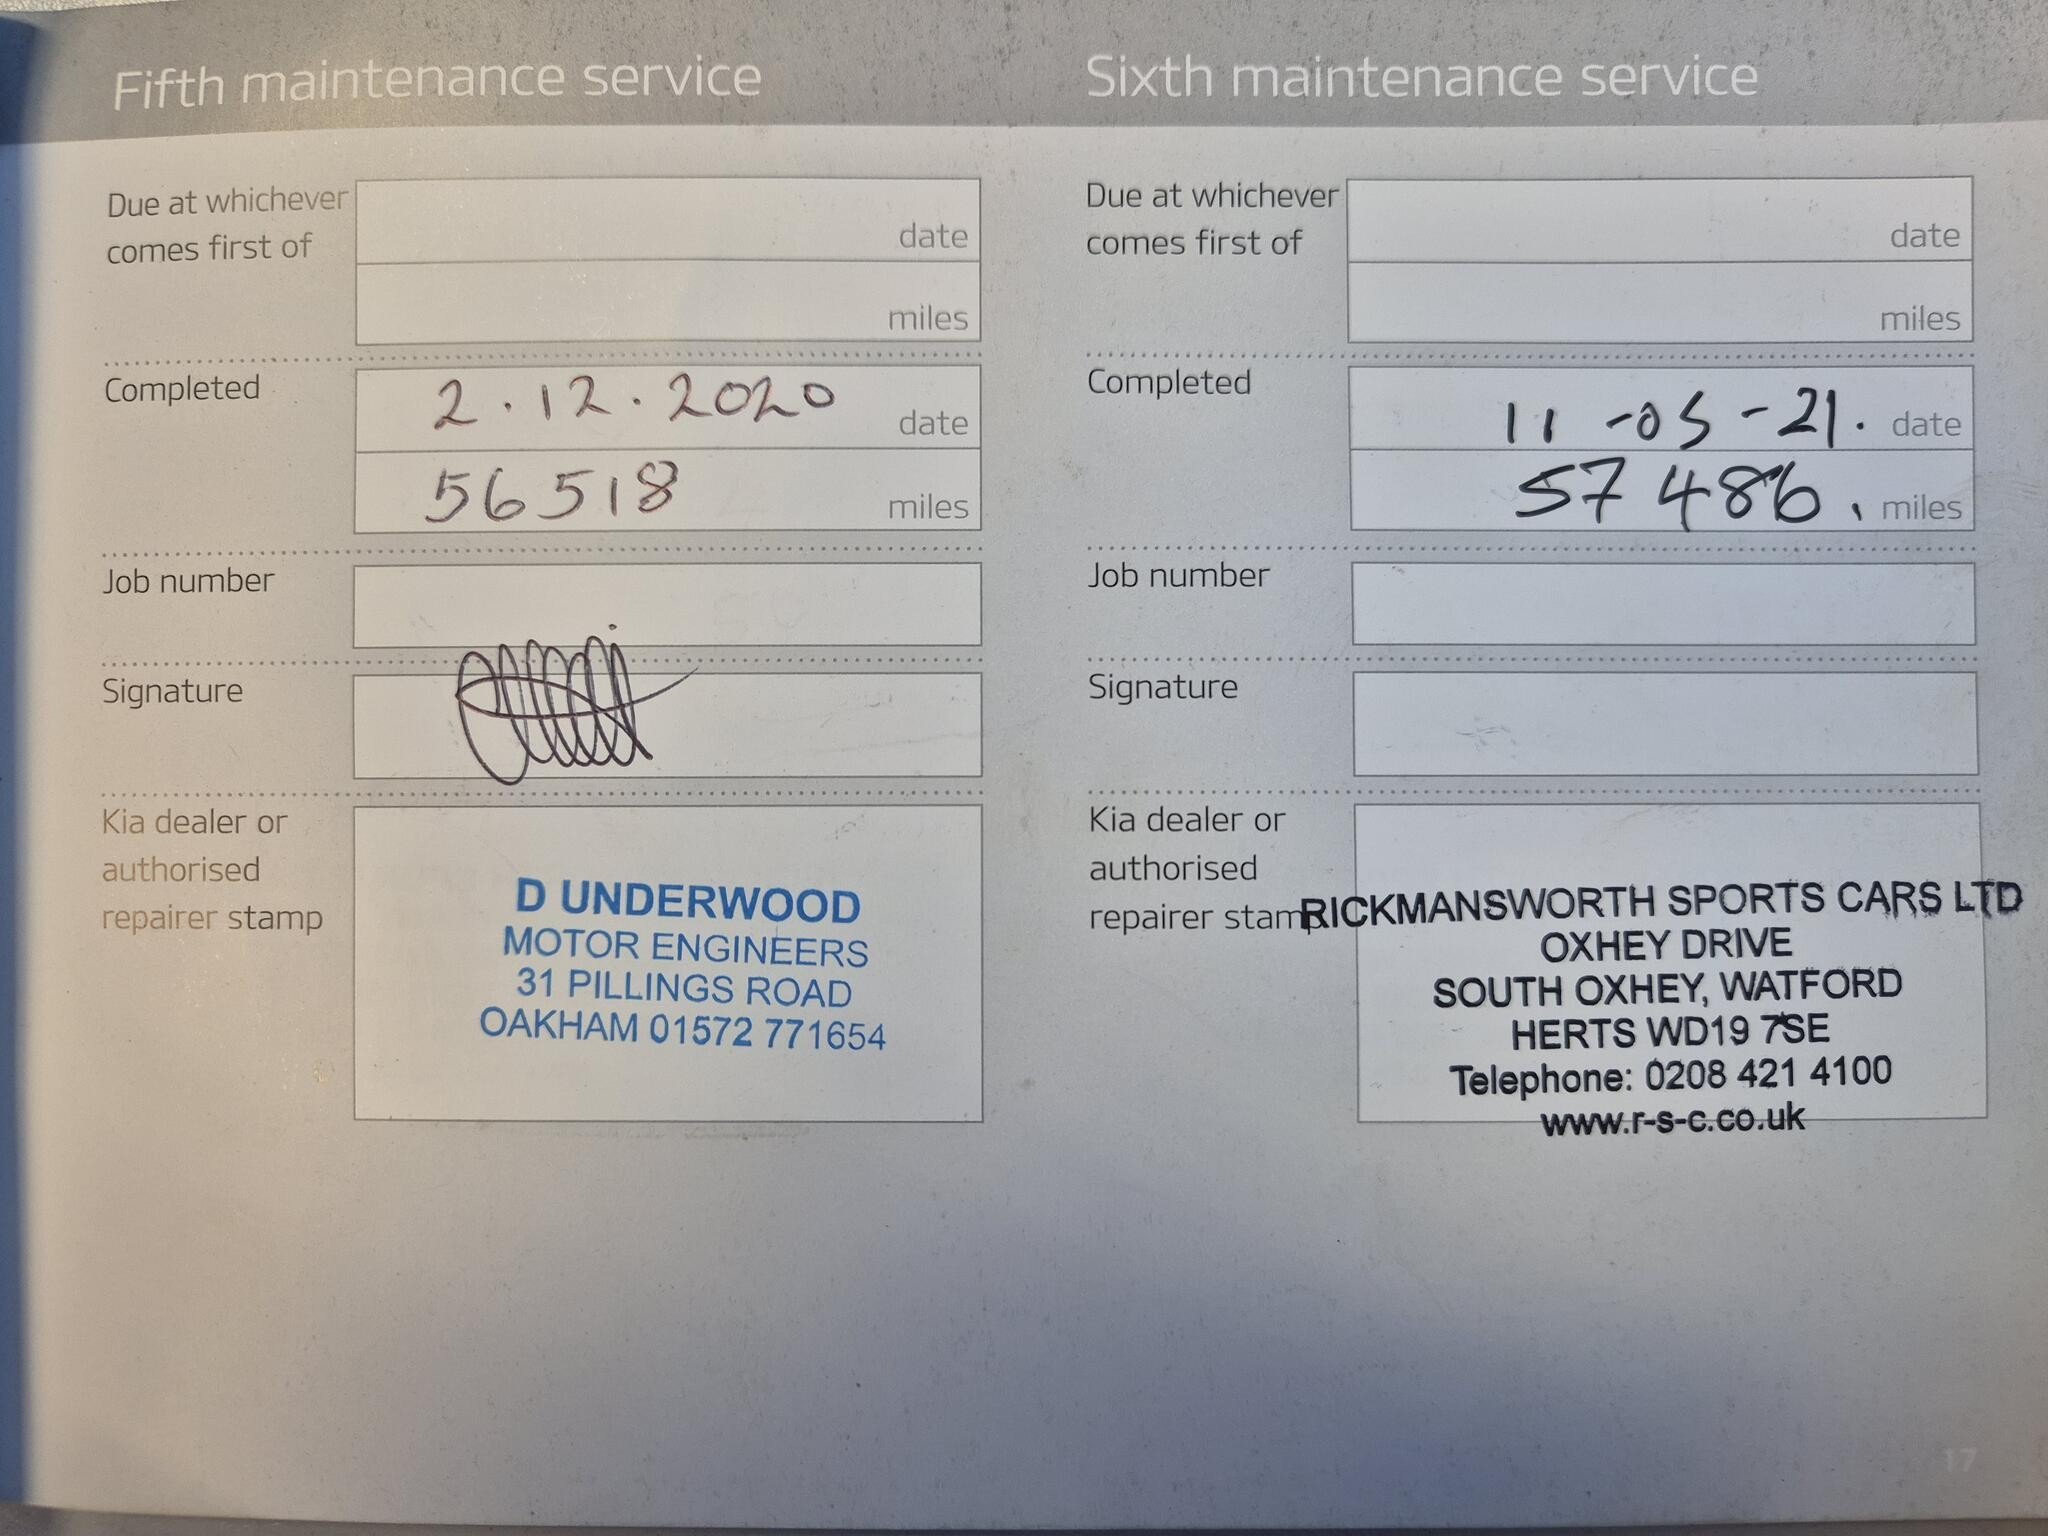 Fifth maintenance service
Due at whichever
comes first of
date
miles
Completed
2.12.2020
date
56518
miles
Job number
Signature
Kia dealer or
authorised
repairer stamp
D UNDERWOOD
MOTOR ENGINEERS
31 PILLINGS ROAD
OAKHAM 01572 771654
Sixth maintenance service
Due at whichever
comes first of
date
miles
Completed
11-05-21.
date
57486.
miles
Job number
Signature
Kia dealer or
authorised
repairer stamp
RICKMANSWORTH SPORTS CARS LTD
OXHEY DRIVE
SOUTH OXHEY, WATFORD
HERTS WD19 7SE
Telephone: 0208 421 4100
www.r-s-c.co.uk
17